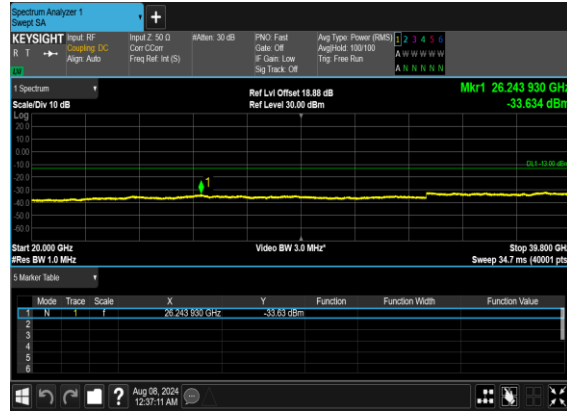 Spectrum Analyzer 1
Swept SA
+
KEYSIGHT Input: RF Input Z: 50 Ω #Atten: 30 dB PNO: Fast Avg Type: Power (RMS) 1 2 3 4 5 6
R T Coupling: DC Corr CCorr Gate: Off Avg|Hold: 100/100 A W W W W W
Align: Auto Freq Ref: Int (S) IF Gain: Low Trig: Free Run
Sig Track: Off A N N N N N
1 Spectrum Ref Lvl Offset 18.88 dB Mkr1 26.243 930 GHz
Scale/Div 10 dB Ref Level 30.00 dBm -33.634 dBm
Log
20.0
10.0
0.00
-10.0 DL1 -13.00 dBm
-20.0
-30.0 1
-40.0
-50.0
-60.0
Start 20.000 GHz Video BW 3.0 MHz* Stop 39.800 GHz
#Res BW 1.0 MHz Sweep 34.7 ms (40001 pts)
5 Marker Table
Mode Trace Scale X Y Function Function Width Function Value
1 N 1 f 26.243 930 GHz -33.63 dBm
2
3
4
5
6
? Aug 08, 2024
12:37:11 AM